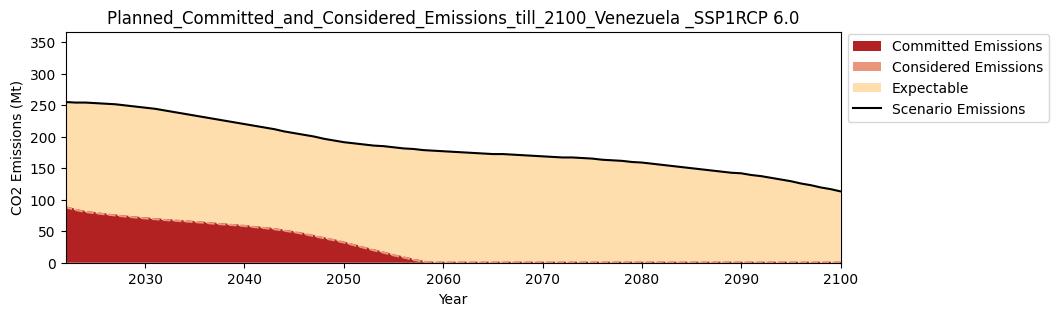 Planned_Committed_and_Considered_Emissions_till_2100_Venezuela _SSP1RCP 6.0
350
300
250
200
150
100
50
0
CO2 Emissions (Mt)
2030 2040 2050 2060 2070 2080 2090 2100
Year
Committed Emissions
Considered Emissions
Expectable
Scenario Emissions